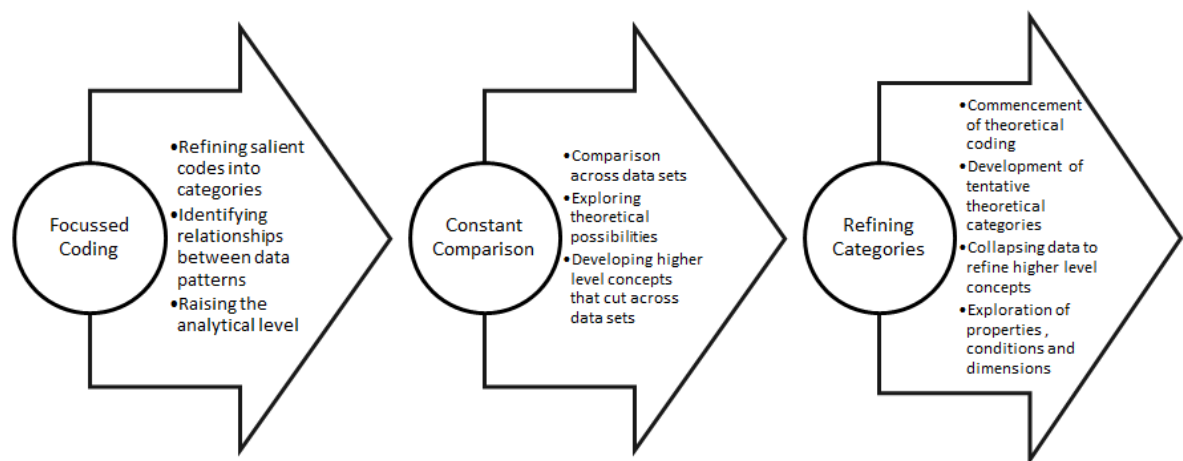 Focussed
Coding
•Refining salient
codes into
categories
•Identifying
relationships
between data
patterns
•Raising the
analytical level
Constant
Comparison
•Comparison
across data sets
•Exploring
theoretical
possibilities
•Developing higher
level concepts
that cut across
data sets
Refining
Categories
•Commencement
of theoretical
coding
•Development of
tentative
theoretical
categories
•Collapsing data to
refine higher level
concepts
•Exploration of
properties ,
conditions and
dimensions